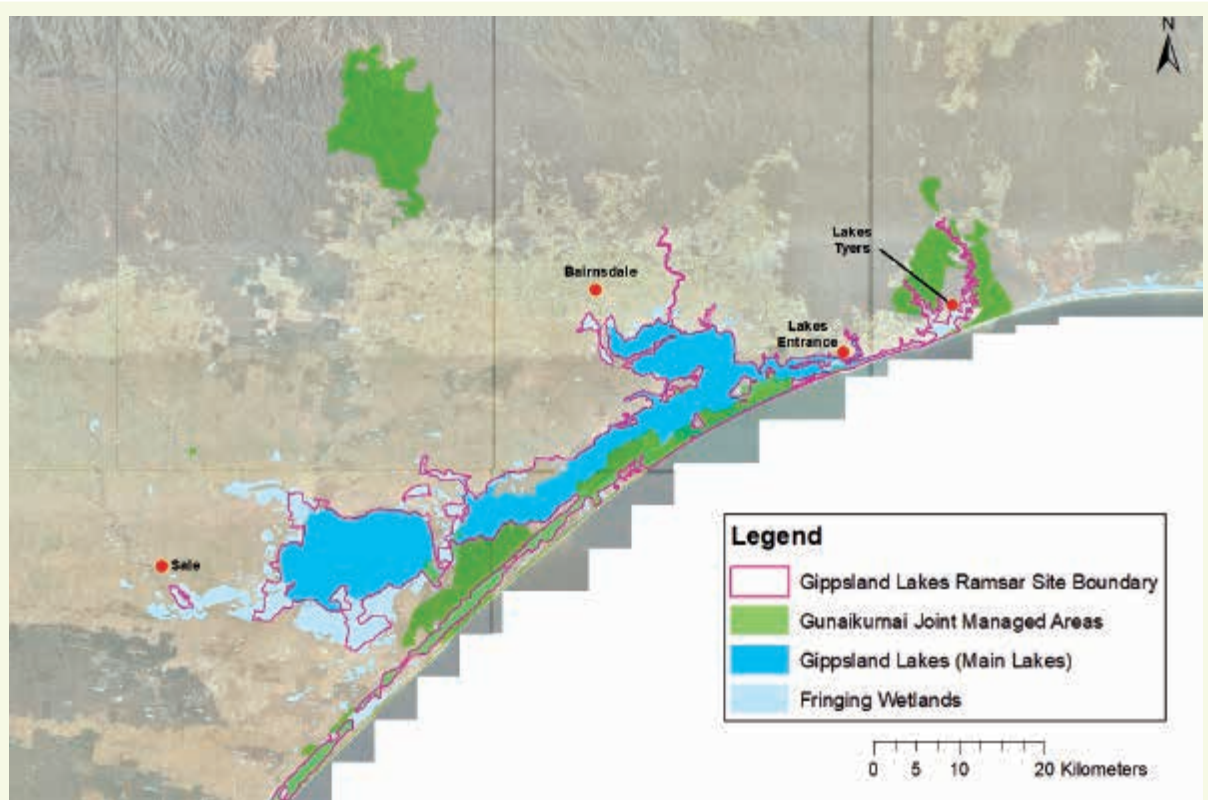 N
Lakes
Tyers
Bairnsdale
Lakes
Entrance
Sale
Legend
Gippsland Lakes Ramsar Site Boundary
Gunaikurnai Joint Managed Areas
Gippsland Lakes (Main Lakes)
Fringing Wetlands
0 5 10 20 Kilometers